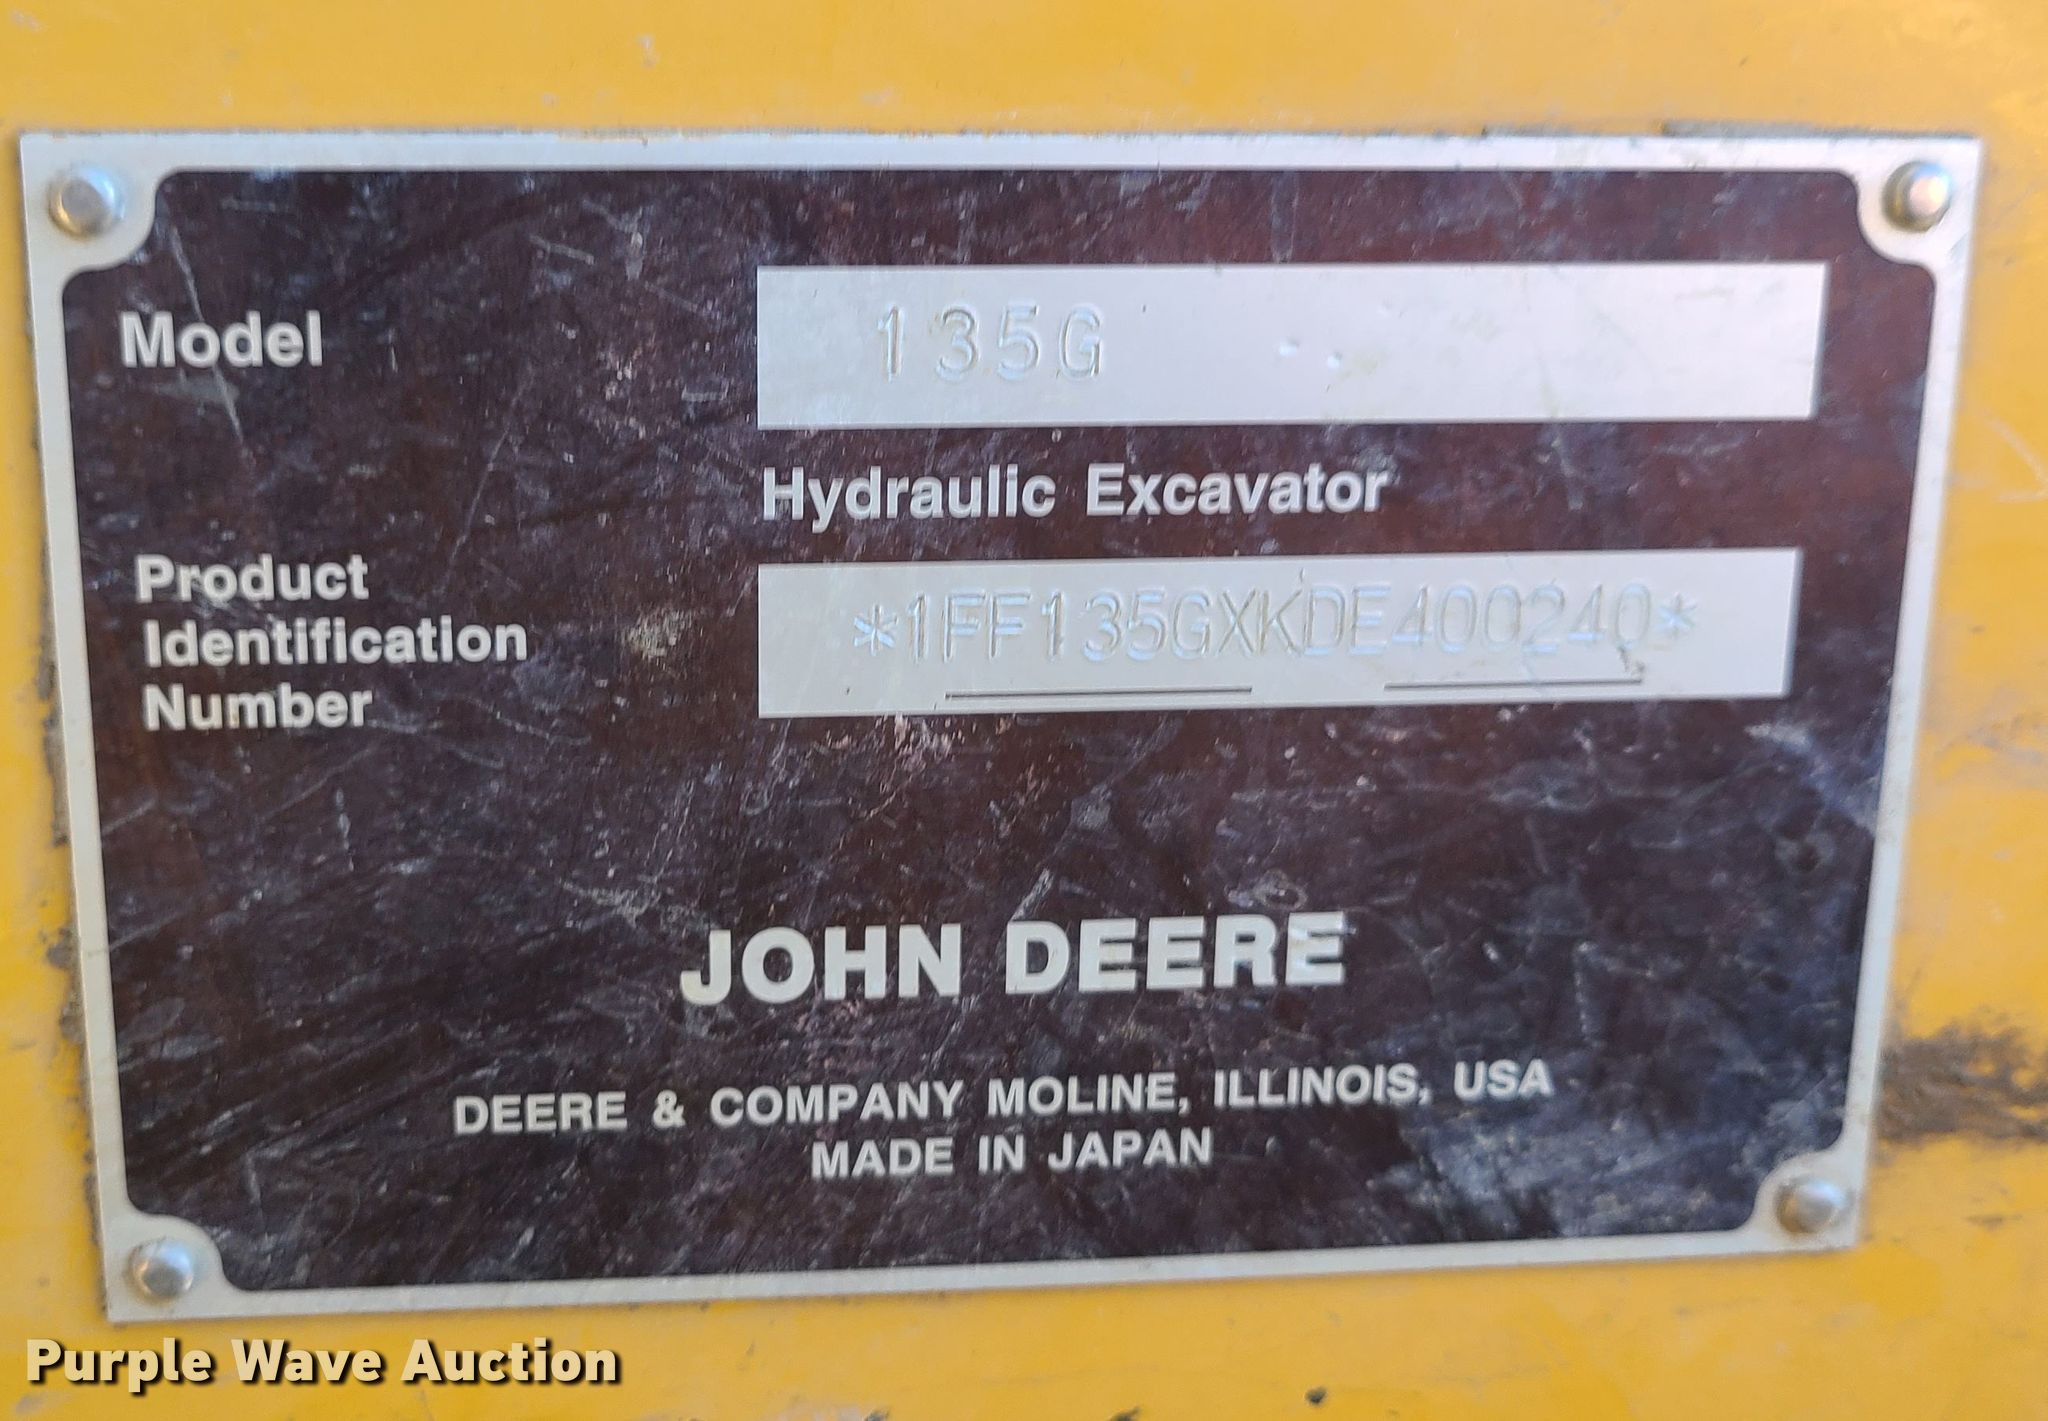 Model 135G
Hydraulic Excavator
Product
Identification
Number
*1FF135GXKDE400240*
JOHN DEERE
DEERE & COMPANY MOLINE, ILLINOIS, USA
MADE IN JAPAN
Purple Wave Auction